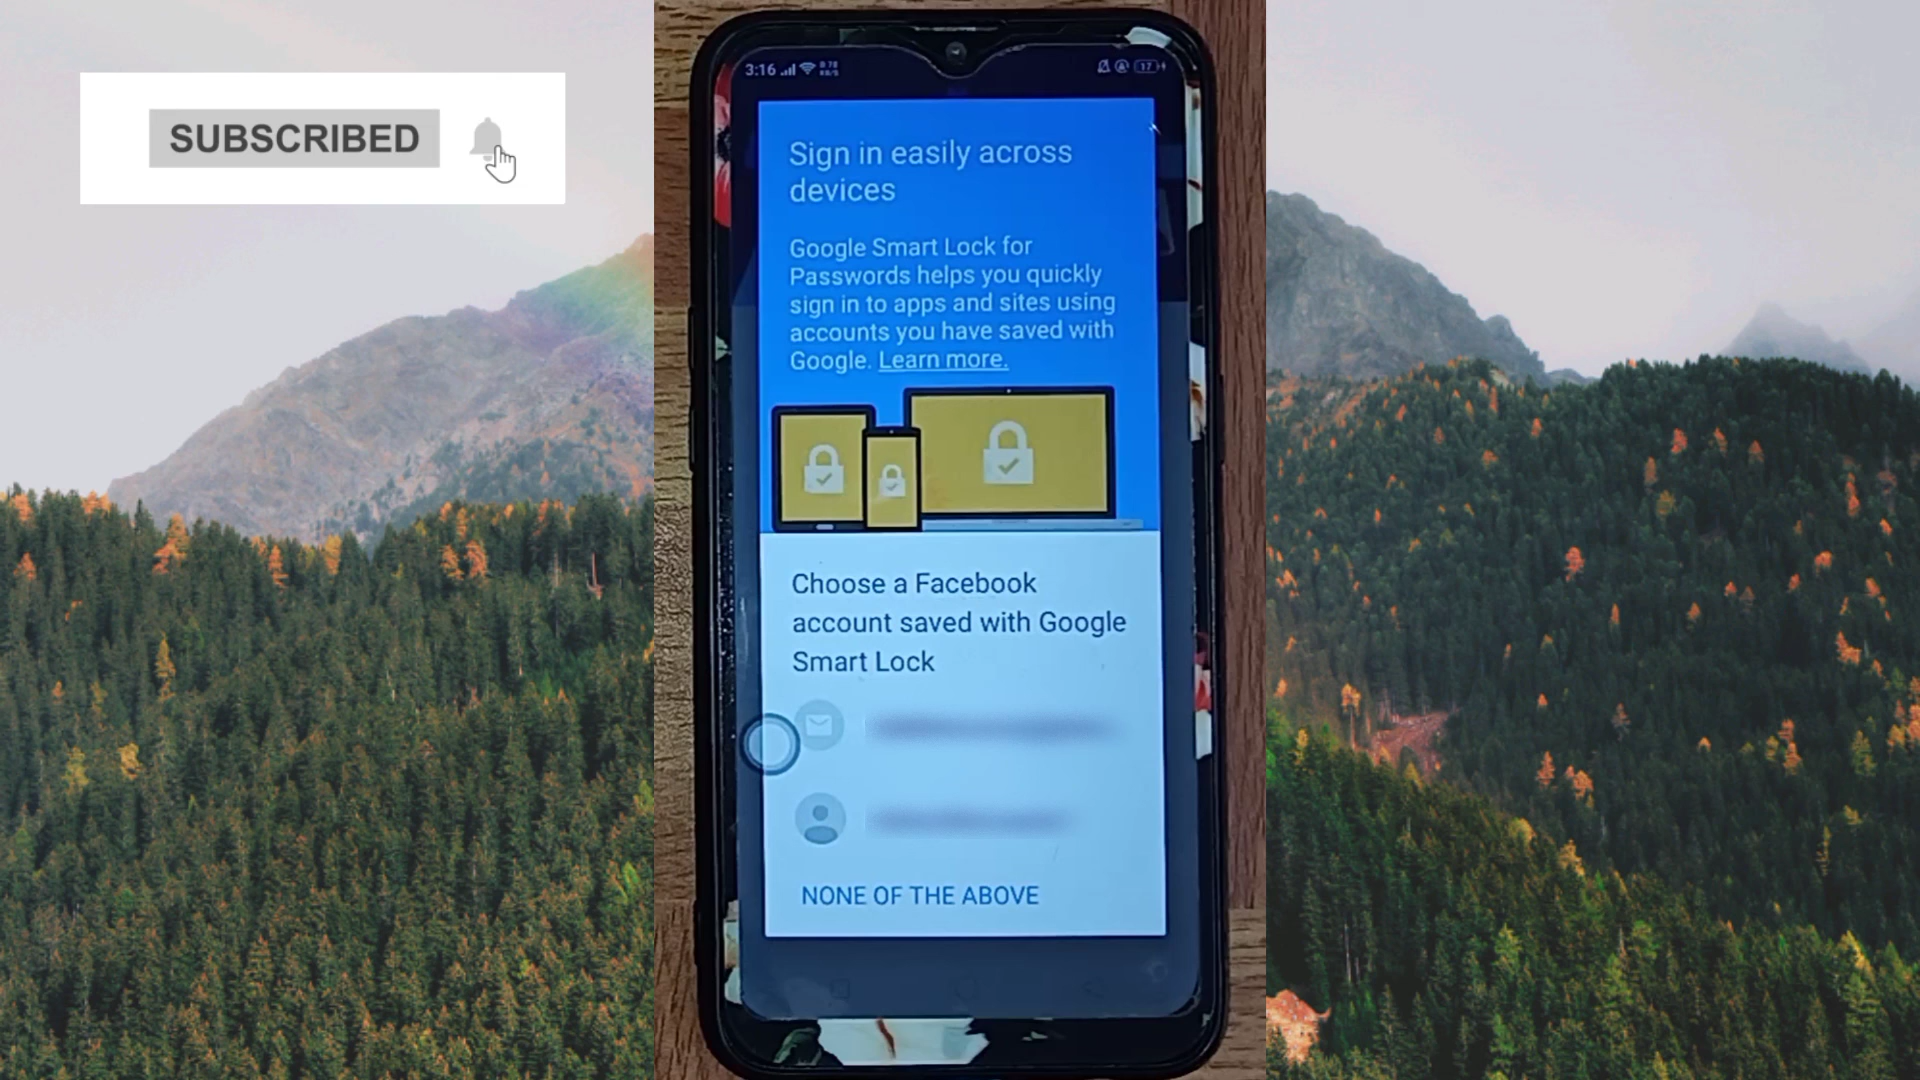 SUBSCRIBED
3:16
17
Sign in easily across
devices
Google Smart Lock for
Passwords helps you quickly
sign in to apps and sites using
accounts you have saved with
Google. Learn more.
Choose a Facebook
account saved with Google
Smart Lock
NONE OF THE ABOVE